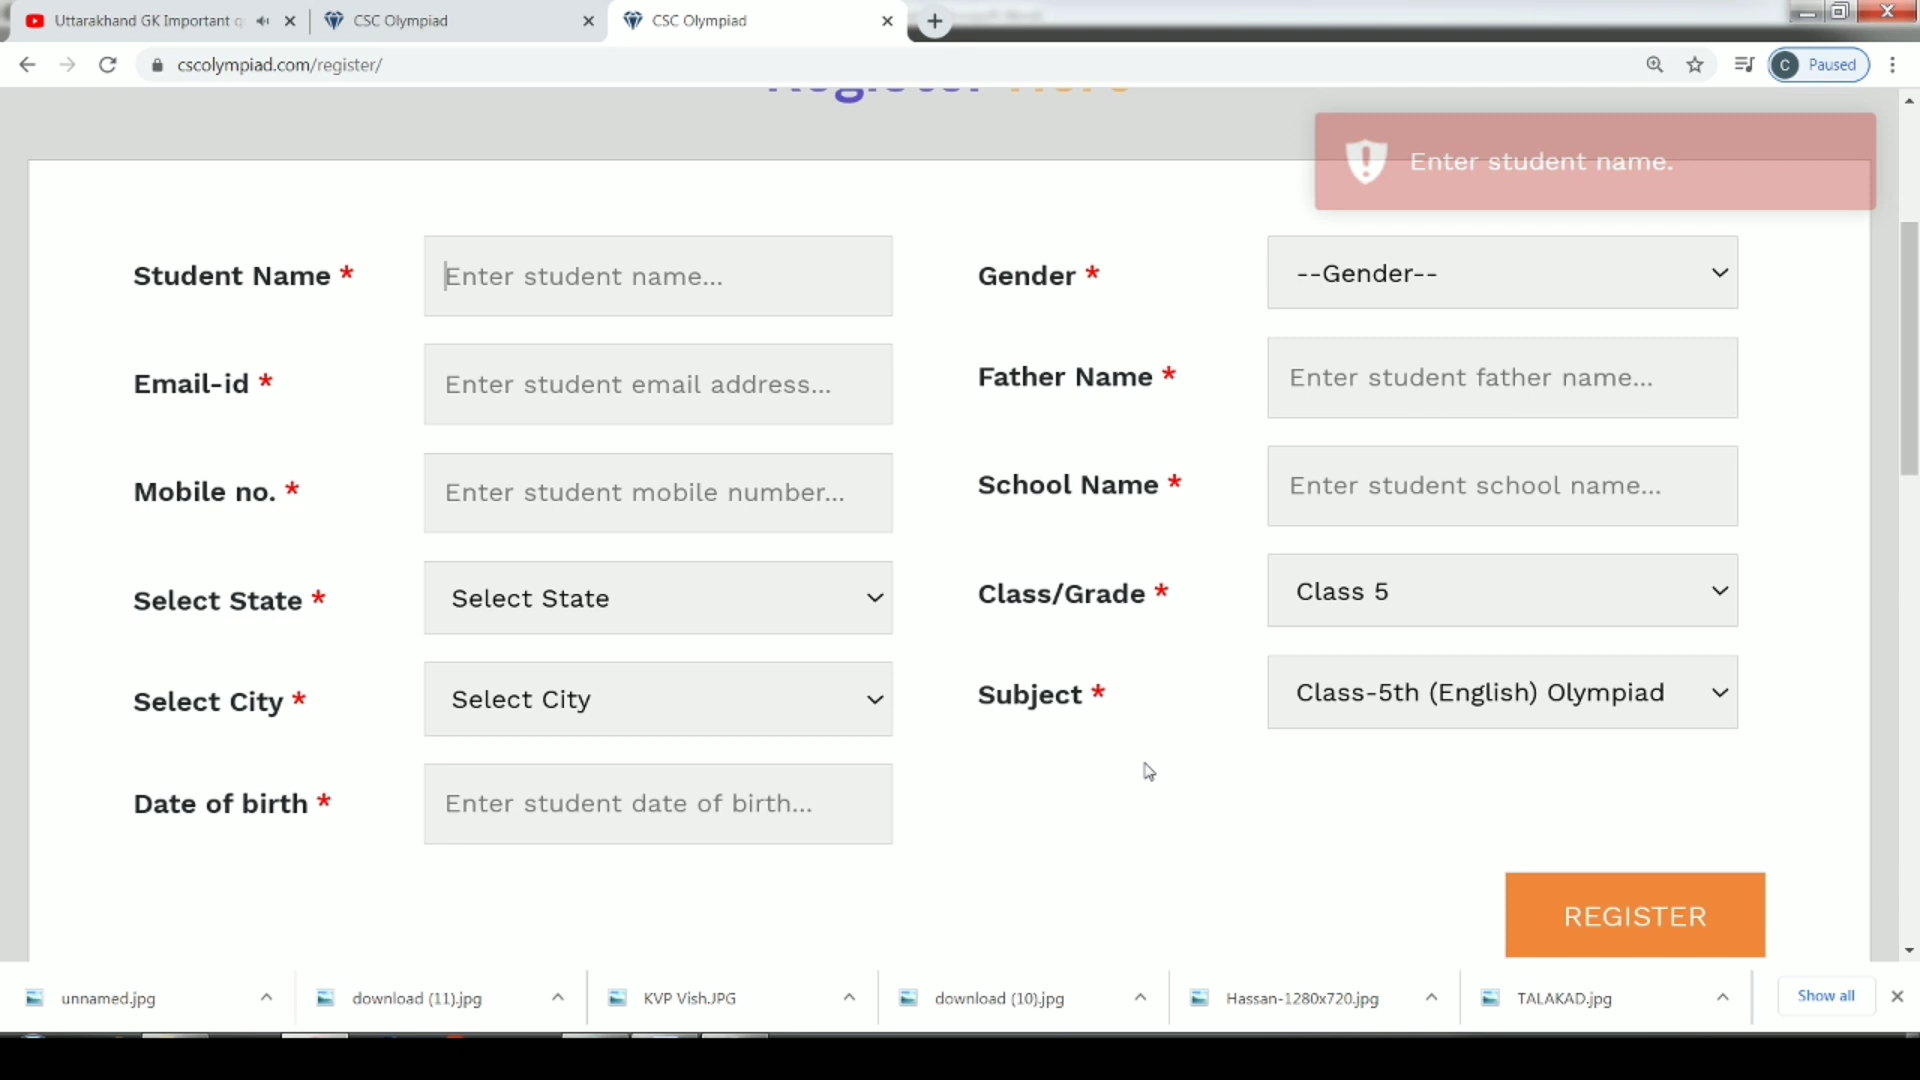 Uttarakhand GK Important q
CSC Olympiad
CSC Olympiad
cscolympiad.com/register/
C Paused
Register Here
Enter student name.
Student Name *
Enter student name...
Gender *
--Gender--
Email-id *
Enter student email address...
Father Name *
Enter student father name...
Mobile no. *
Enter student mobile number...
School Name *
Enter student school name...
Select State *
Select State
Class/Grade *
Class 5
Select City *
Select City
Subject *
Class-5th (English) Olympiad
Date of birth *
Enter student date of birth...
REGISTER
unnamed.jpg
download (11).jpg
KVP Vish.JPG
download (10).jpg
Hassan-1280x720.jpg
TALAKAD.jpg
Show all